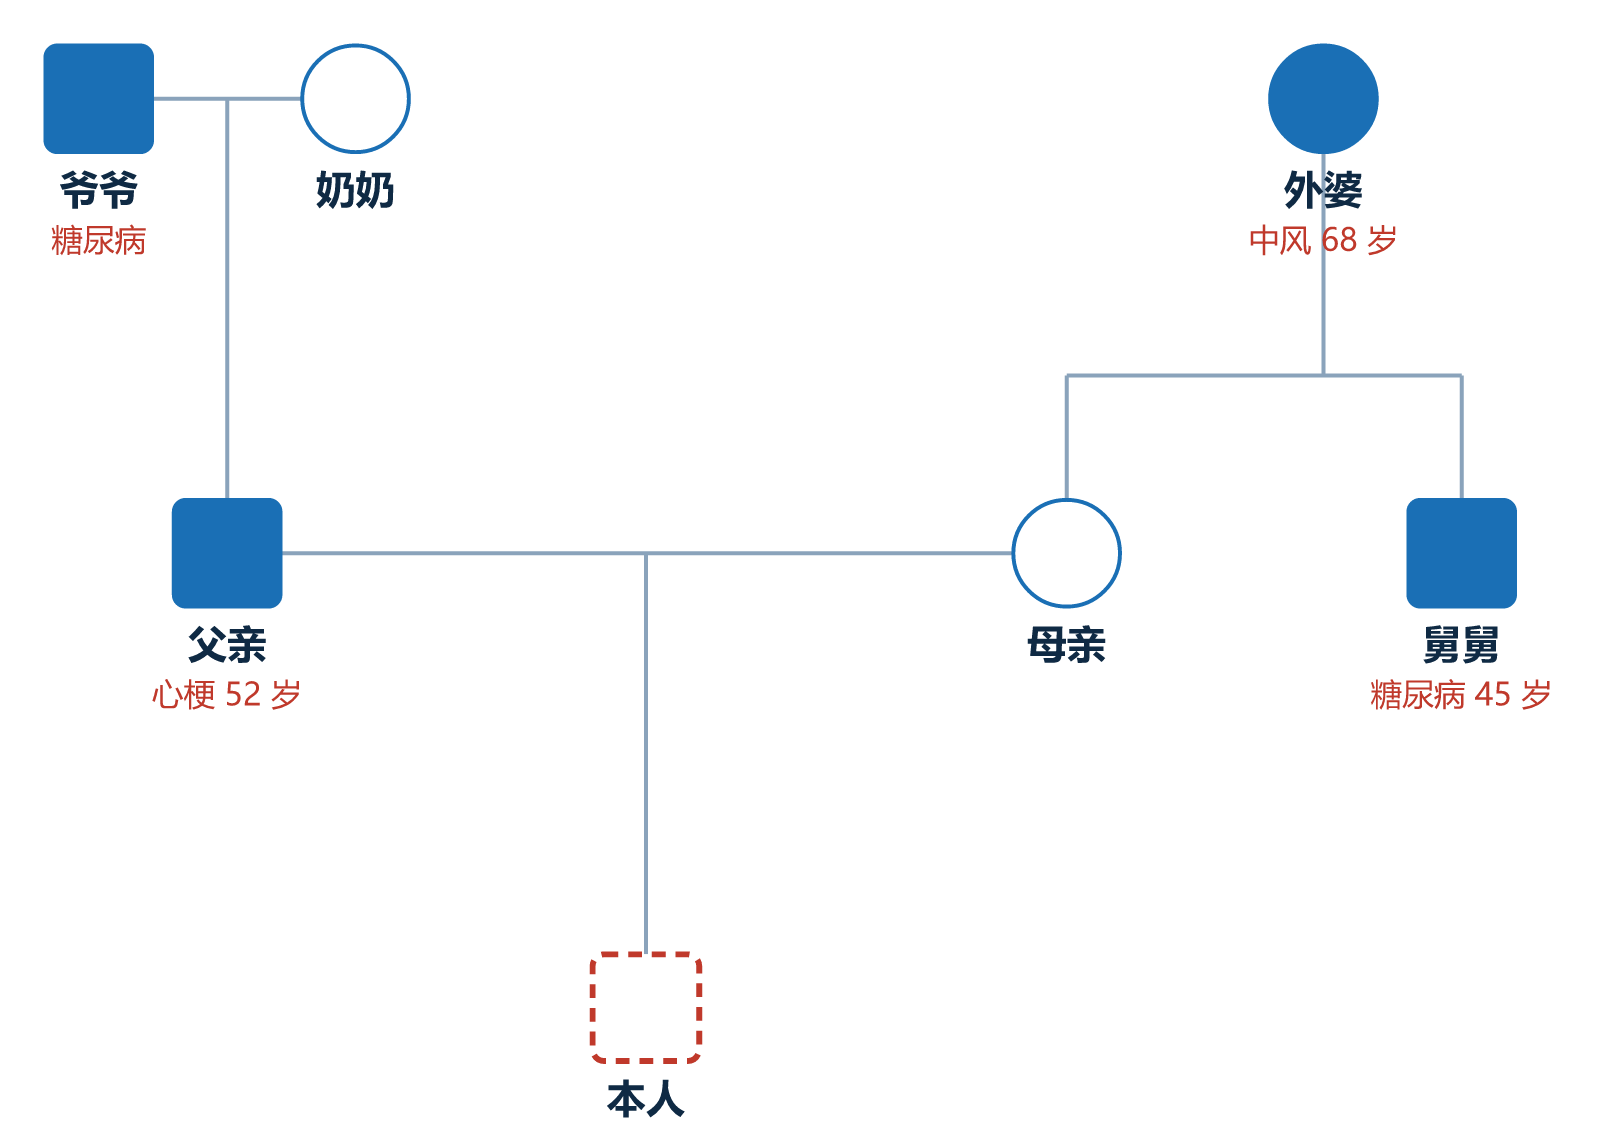 爷爷
糖尿病
奶奶
外婆
中风 68 岁
父亲
心梗 52 岁
母亲
舅舅
糖尿病 45 岁
本人